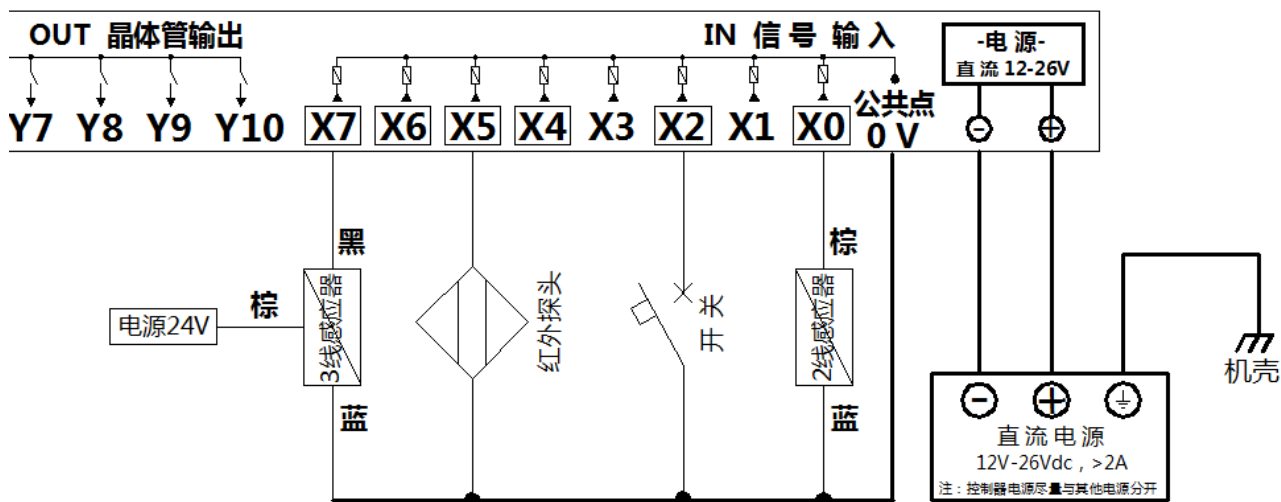 OUT 晶体管输出
IN 信号 输入
-电 源-
直流 12-26V
Y7 Y8 Y9 Y10 X7 X6 X5 X4 X3 X2 X1 X0
公共点
0 V
- +
黑
棕
棕
电源24V
3线感应器
红外探头
开关
2线感应器
蓝
蓝
机壳
- +
直流电源
12V-26Vdc，>2A
注：控制器电源尽量与其他电源分开